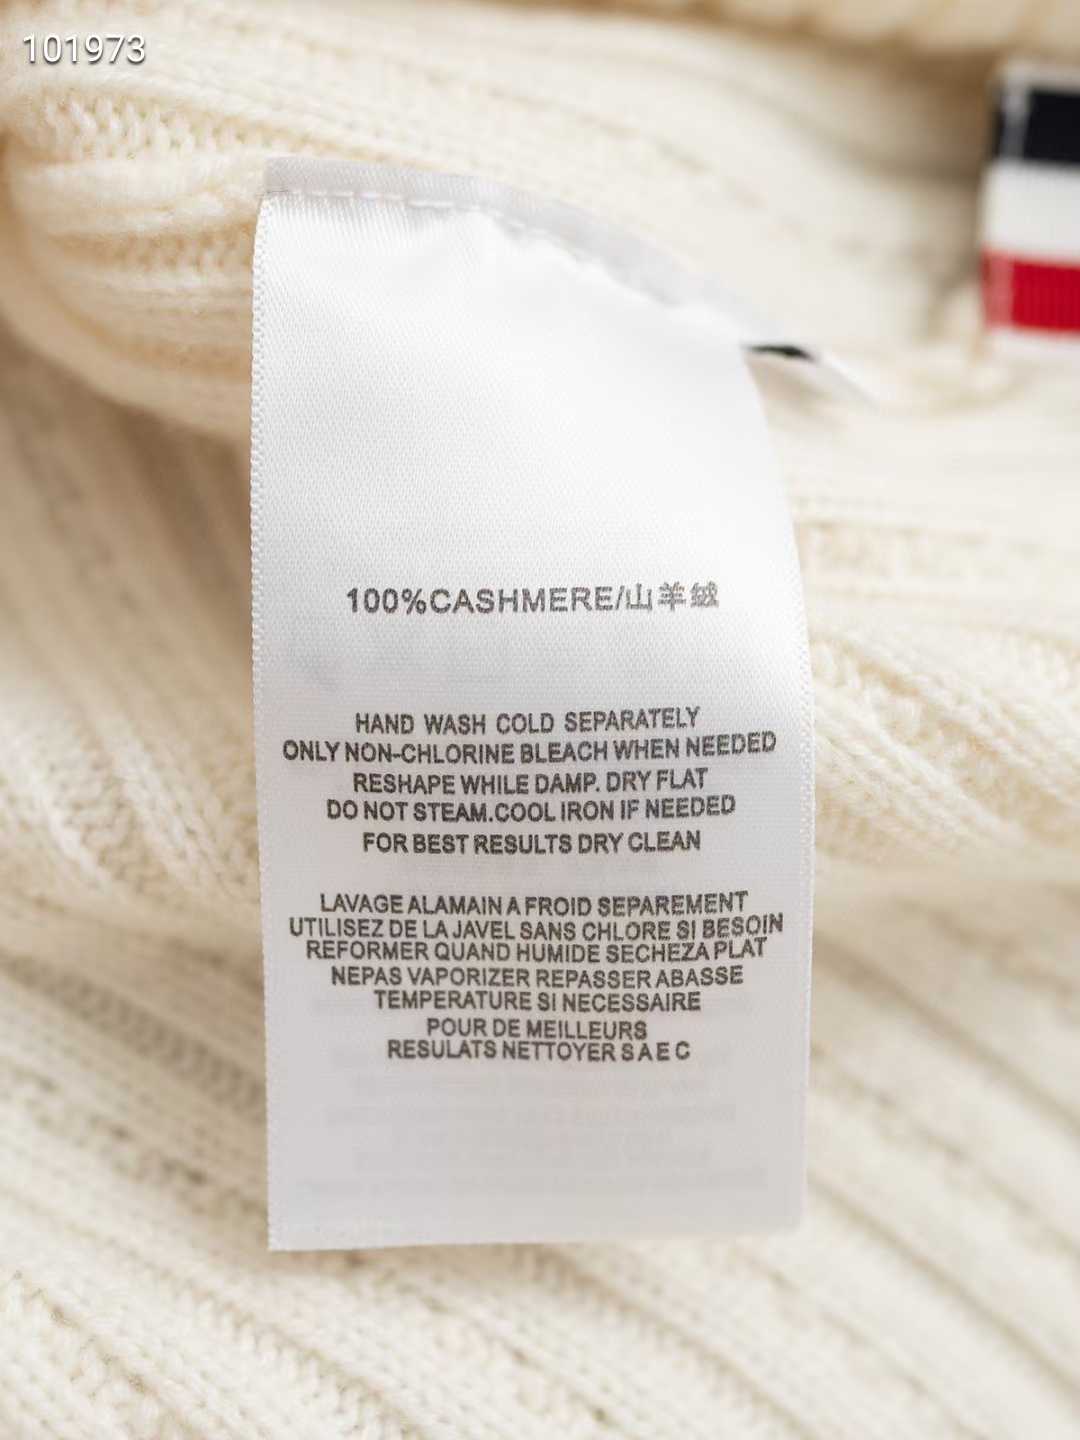 101973
100%CASHMERE/山羊绒
HAND WASH COLD SEPARATELY
ONLY NON-CHLORINE BLEACH WHEN NEEDED
RESHAPE WHILE DAMP. DRY FLAT
DO NOT STEAM.COOL IRON IF NEEDED
FOR BEST RESULTS DRY CLEAN
LAVAGE ALAMAIN A FROID SEPAREMENT
UTILISEZ DE LA JAVEL SANS CHLORE SI BESOIN
REFORMER QUAND HUMIDE SECHEZA PLAT
NEPAS VAPORIZER REPASSER ABASSE
TEMPERATURE SI NECESSAIRE
POUR DE MEILLEURS
RESULATS NETTOYER S A E C